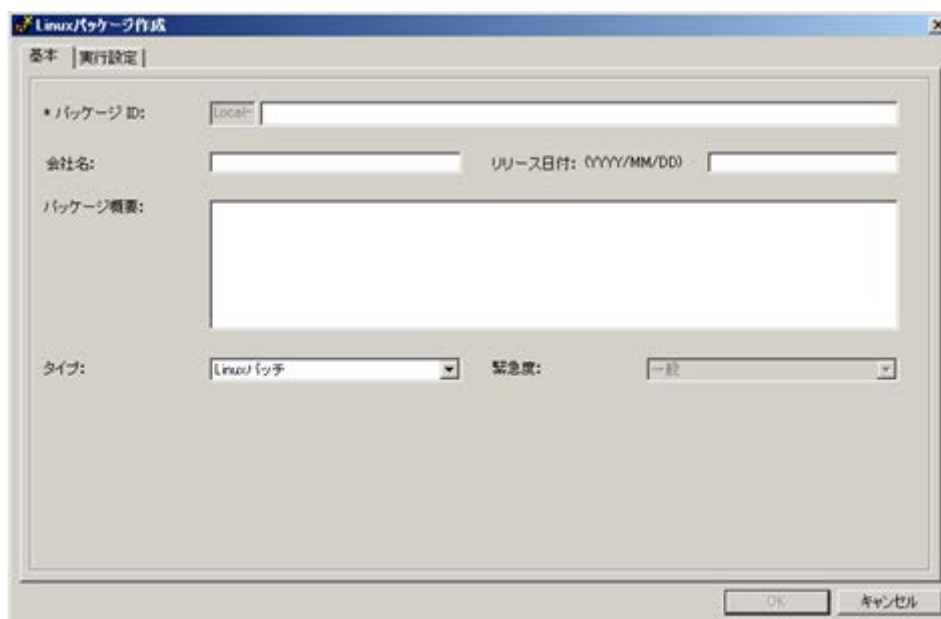 Linuxパッケージ作成
基本 実行設定
* パッケージ ID: Local-
会社名: リリース日付: (YYYY/MM/DD)
パッケージ概要:
タイプ: Linuxパッチ 緊急度: 一般
OK キャンセル